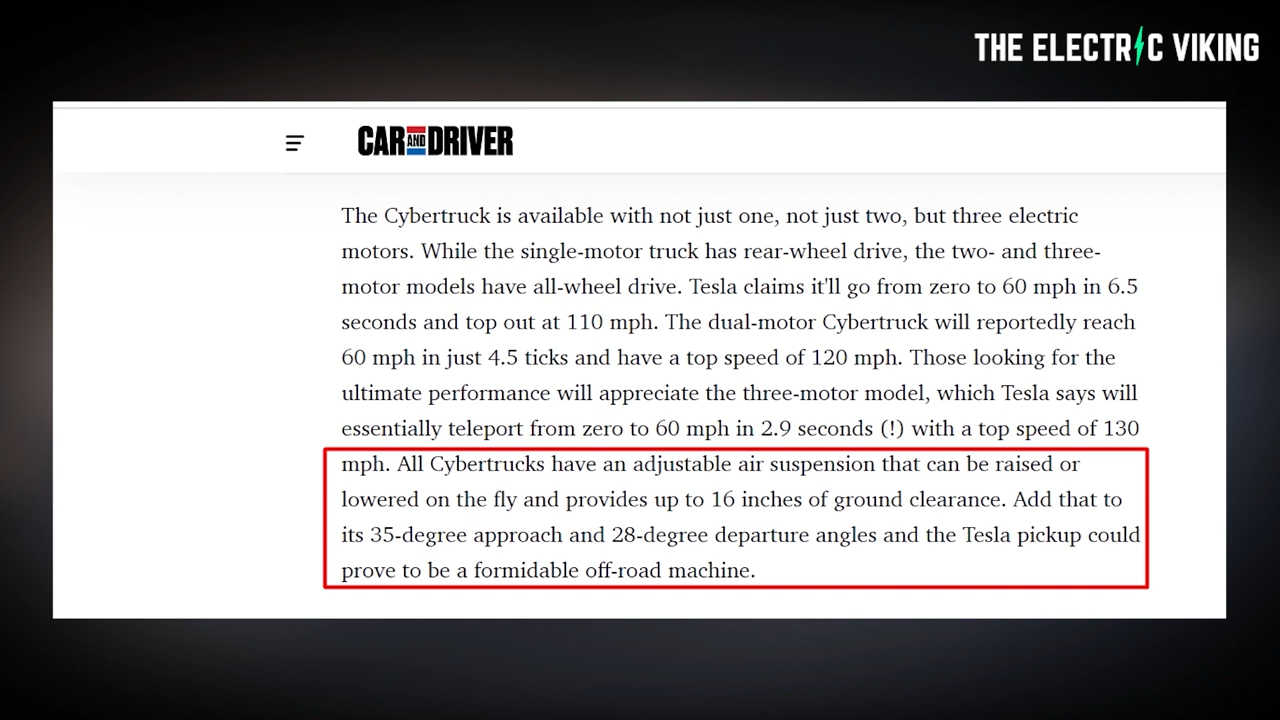 THE ELECTRIC VIKING
CAR AND DRIVER
The Cybertruck is available with not just one, not just two, but three electric
motors. While the single-motor truck has rear-wheel drive, the two- and three-
motor models have all-wheel drive. Tesla claims it'll go from zero to 60 mph in 6.5
seconds and top out at 110 mph. The dual-motor Cybertruck will reportedly reach
60 mph in just 4.5 ticks and have a top speed of 120 mph. Those looking for the
ultimate performance will appreciate the three-motor model, which Tesla says will
essentially teleport from zero to 60 mph in 2.9 seconds (!) with a top speed of 130
mph. All Cybertrucks have an adjustable air suspension that can be raised or
lowered on the fly and provides up to 16 inches of ground clearance. Add that to
its 35-degree approach and 28-degree departure angles and the Tesla pickup could
prove to be a formidable off-road machine.